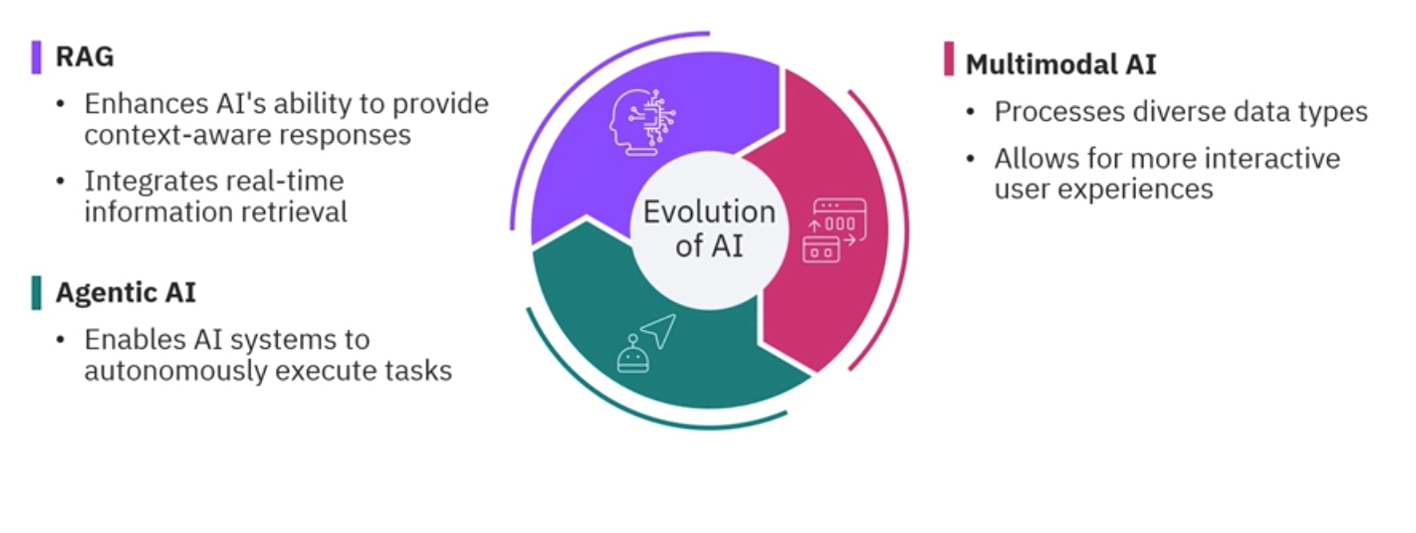 RAG
• Enhances AI's ability to provide
context-aware responses
• Integrates real-time
information retrieval
Agentic AI
• Enables AI systems to
autonomously execute tasks
Evolution
of AI
Multimodal AI
• Processes diverse data types
• Allows for more interactive
user experiences